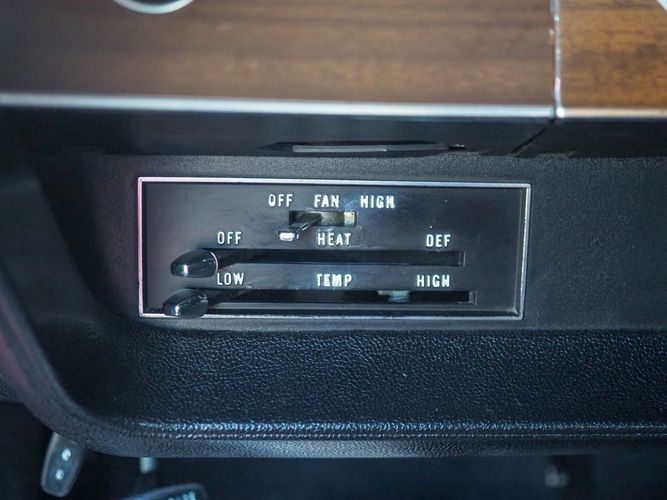 OFF FAN HIGH
OFF HEAT DEF
LOW TEMP HIGH